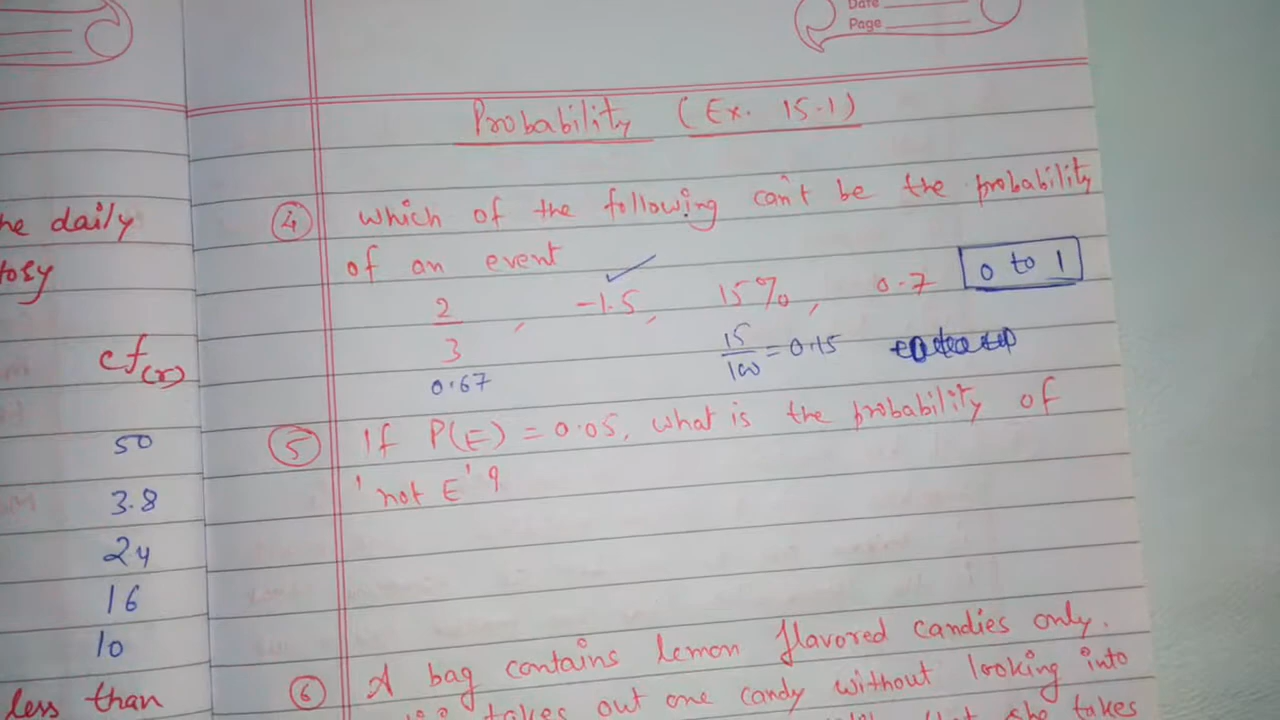 Date
Page
he daily
cf(r)
50
3.8
24
16
10
less than
Probability (Ex. 15.1)
4 which of the following can't be the probability
of an event
2/3, -1.5, 15%, 0.7 0 to 1
0.67 15/100 = 0.15
5 If P(E) = 0.05, what is the probability of
'not E' ?
6 A bag contains lemon flavored candies only.
takes out one candy without looking into
she takes